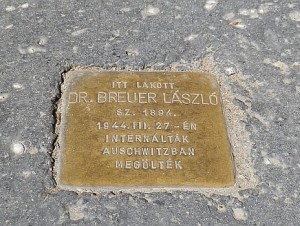 ITT LAKOTT
DR. BREUER LÁSZLÓ
SZ. 1894.
1944.III. 27-ÉN
INTERNÁLTÁK
AUSCHWITZBAN
MEGÖLTÉK